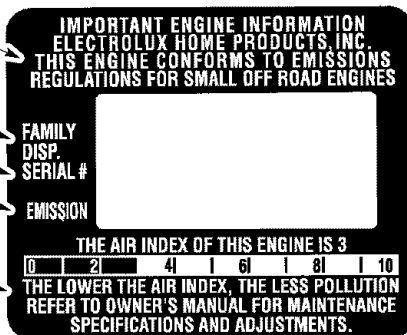 IMPORTANT ENGINE INFORMATION
ELECTROLUX HOME PRODUCTS, INC.
THIS ENGINE CONFORMS TO EMISSIONS
REGULATIONS FOR SMALL OFF ROAD ENGINES
FAMILY
DISP.
SERIAL #
EMISSION
THE AIR INDEX OF THIS ENGINE IS 3
0 2 4 6 8 10
THE LOWER THE AIR INDEX, THE LESS POLLUTION
REFER TO OWNER'S MANUAL FOR MAINTENANCE
SPECIFICATIONS AND ADJUSTMENTS.